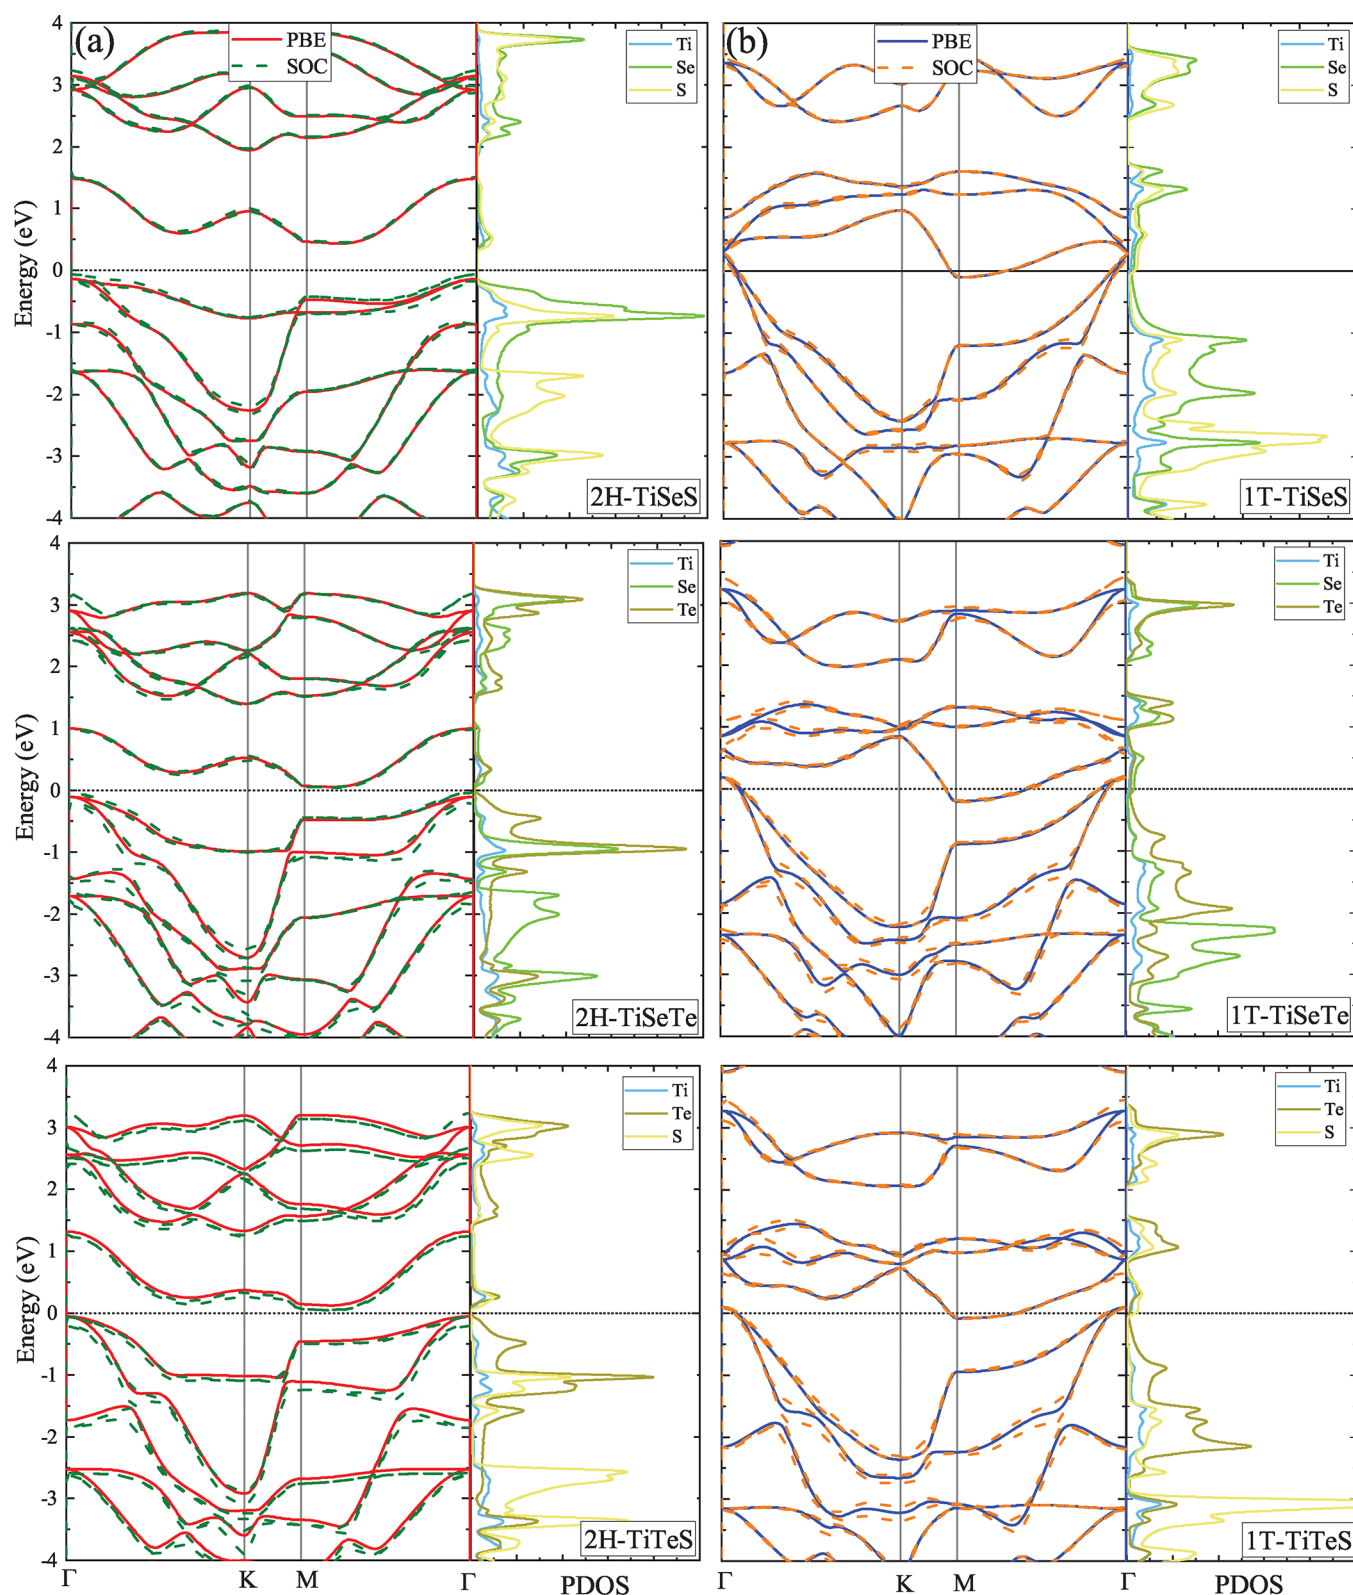 (a)
PBE
SOC
Ti
Se
S
4
3
2
1
0
-1
-2
-3
-4
Energy (eV)
2H-TiSeS
(b)
PBE
SOC
Ti
Se
S
1T-TiSeS
Ti
Se
Te
4
3
2
1
0
-1
-2
-3
-4
Energy (eV)
2H-TiSeTe
Ti
Se
Te
1T-TiSeTe
Ti
Te
S
4
3
2
1
0
-1
-2
-3
-4
Energy (eV)
2H-TiTeS
Ti
Te
S
1T-TiTeS
Γ K M Γ PDOS
K M Γ PDOS